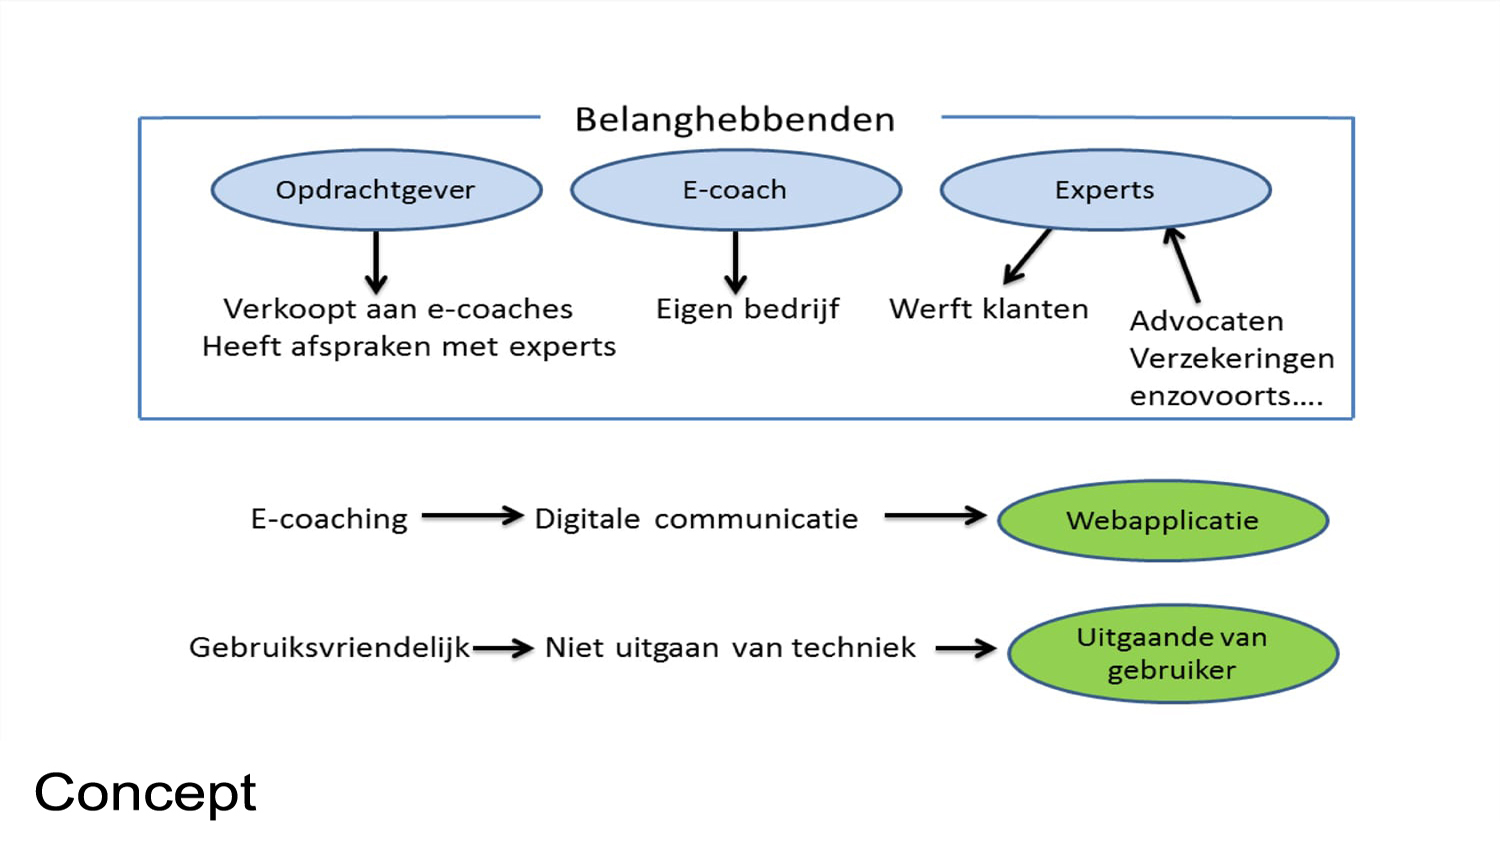 Belanghebbenden
Opdrachtgever
E-coach
Experts
Verkoopt aan e-coaches
Heeft afspraken met experts
Eigen bedrijf
Werft klanten
Advocaten
Verzekeringen
enzovoorts....
E-coaching
Digitale communicatie
Webapplicatie
Gebruiksvriendelijk
Niet uitgaan van techniek
Uitgaande van
gebruiker
Concept